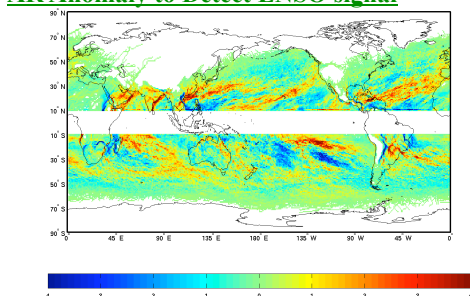 AR Anomaly to Detect ENSO signal
90° N
70° N
50° N
30° N
10° N
10° S
30° S
50° S
70° S
90° S
0 45° E 90° E 135° E 180° E 135° W 90° W 45° W 0